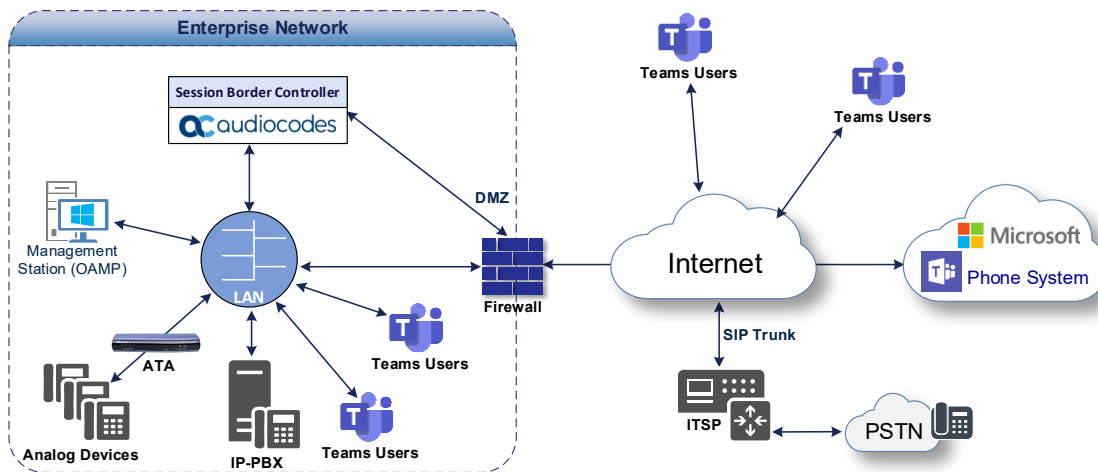 Enterprise Network
Session Border Controller
audiocodes
Management
Station (OAMP)
LAN
ATA
Analog Devices
IP-PBX
Teams Users
Teams Users
DMZ
Firewall
Teams Users
Teams Users
Internet
Microsoft
Phone System
SIP Trunk
ITSP
PSTN